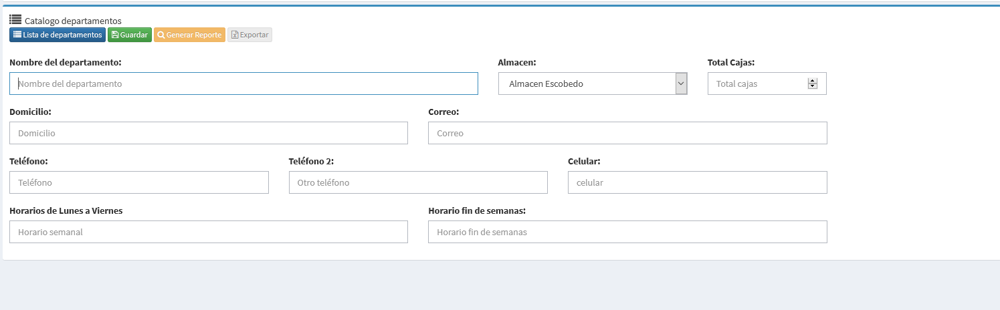 Catalogo departamentos
Lista de departamentos Guardar Generar Reporte Exportar
Nombre del departamento: Almacen: Total Cajas:
Nombre del departamento Almacen Escobedo Total cajas
Domicilio: Correo:
Domicilio Correo
Teléfono: Teléfono 2: Celular:
Teléfono Otro teléfono celular
Horarios de Lunes a Viernes Horario fin de semanas:
Horario semanal Horario fin de semanas